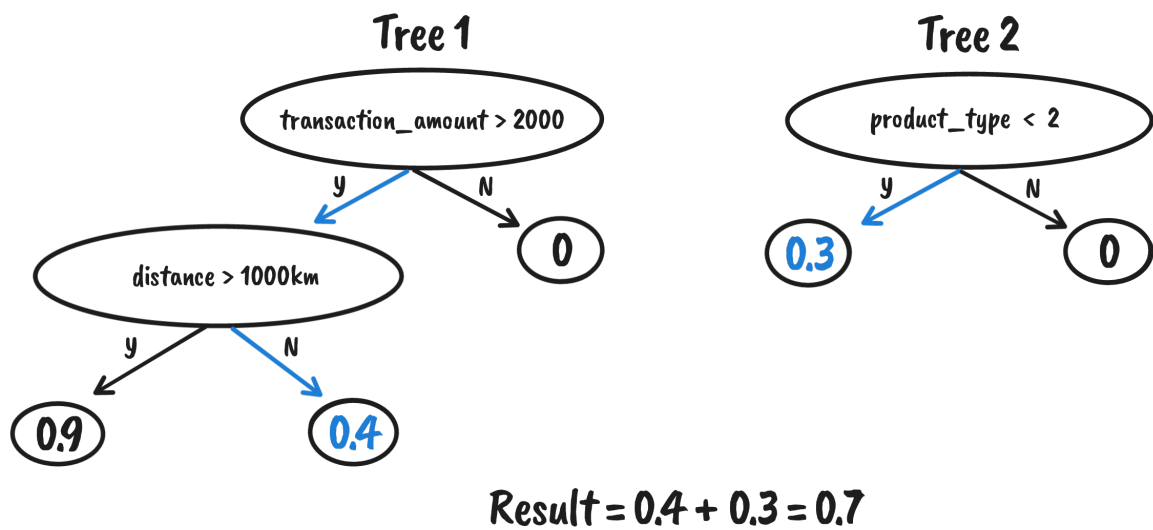 Tree 1
transaction_amount > 2000
Y
N
distance > 1000km
0
Y
N
0.9
0.4
Tree 2
product_type < 2
Y
N
0.3
0
Result = 0.4 + 0.3 = 0.7